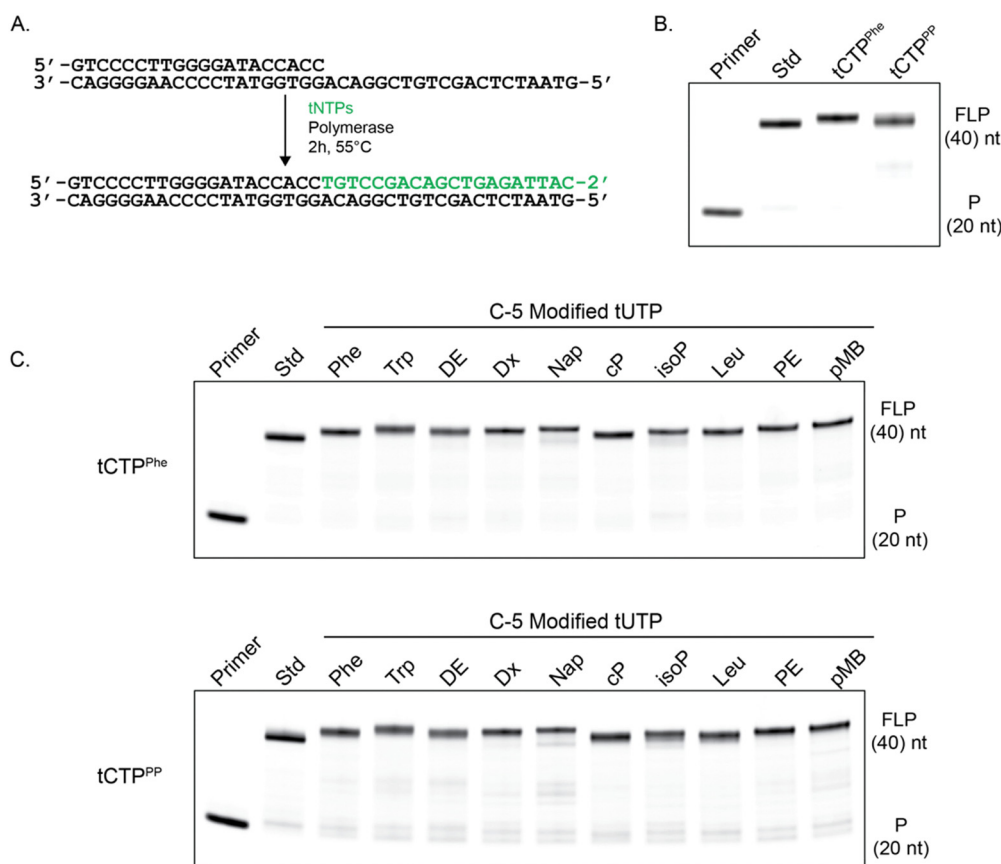 A.
5’-GTCCCCTTGGGGATACCACC
3’-CAGGGGAACCCCTATGGTGGACAGGCTGTCGACTCTAATG-5’
tNTPs
Polymerase
2h, 55°C
5’-GTCCCCTTGGGGATACCACCTGTCCGACAGCTGAGATTAC-2’
3’-CAGGGGAACCCCTATGGTGGACAGGCTGTCGACTCTAATG-5’
B.
Primer Std tCTPPhe tCTPPP
FLP
(40) nt
P
(20 nt)
C.
C-5 Modified tUTP
Primer Std Phe Trp DE Dx Nap cP isoP Leu PE pMB
tCTPPhe
FLP
(40) nt
P
(20 nt)
C-5 Modified tUTP
Primer Std Phe Trp DE Dx Nap cP isoP Leu PE pMB
tCTPPP
FLP
(40) nt
P
(20 nt)